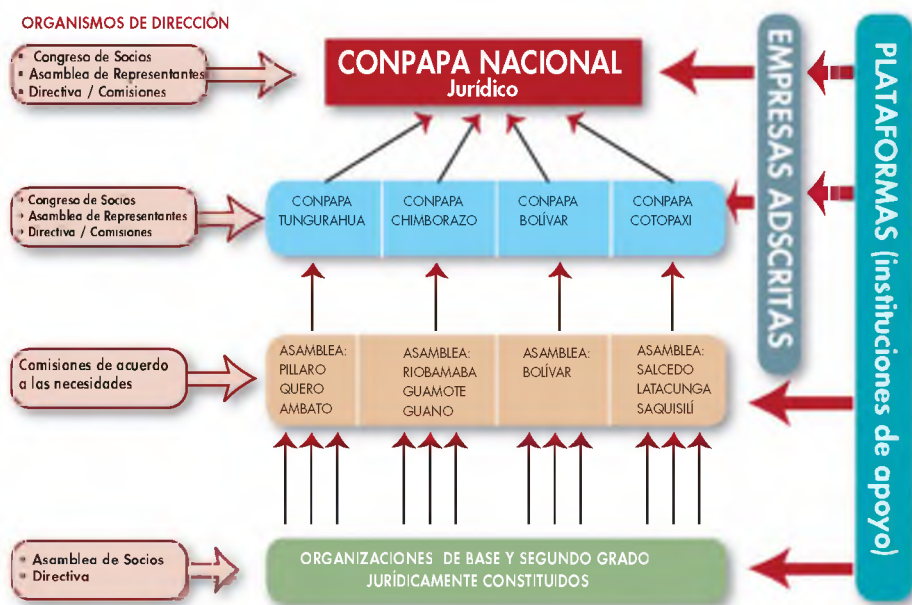 ORGANISMOS DE DIRECCIÓN
▪ Congreso de Socios
▪ Asamblea de Representantes
▪ Directiva / Comisiones
CONPAPA NACIONAL
Jurídico
▪ Congreso de Socios
▪ Asamblea de Representantes
▪ Directiva / Comisiones
CONPAPA
TUNGURAHUA
CONPAPA
CHIMBORAZO
CONPAPA
BOLÍVAR
CONPAPA
COTOPAXI
Comisiones de acuerdo
a las necesidades
ASAMBLEA:
PILLARO
QUERO
AMBATO
ASAMBLEA:
RIOBAMABA
GUAMOTE
GUANO
ASAMBLEA:
BOLÍVAR
ASAMBLEA:
SALCEDO
LATACUNGA
SAQUISILÍ
▪ Asamblea de Socios
▪ Directiva
ORGANIZACIONES DE BASE Y SEGUNDO GRADO
JURÍDICAMENTE CONSTITUIDOS
EMPRESAS ADSCRITAS
PLATAFORMAS (instituciones de apoyo)